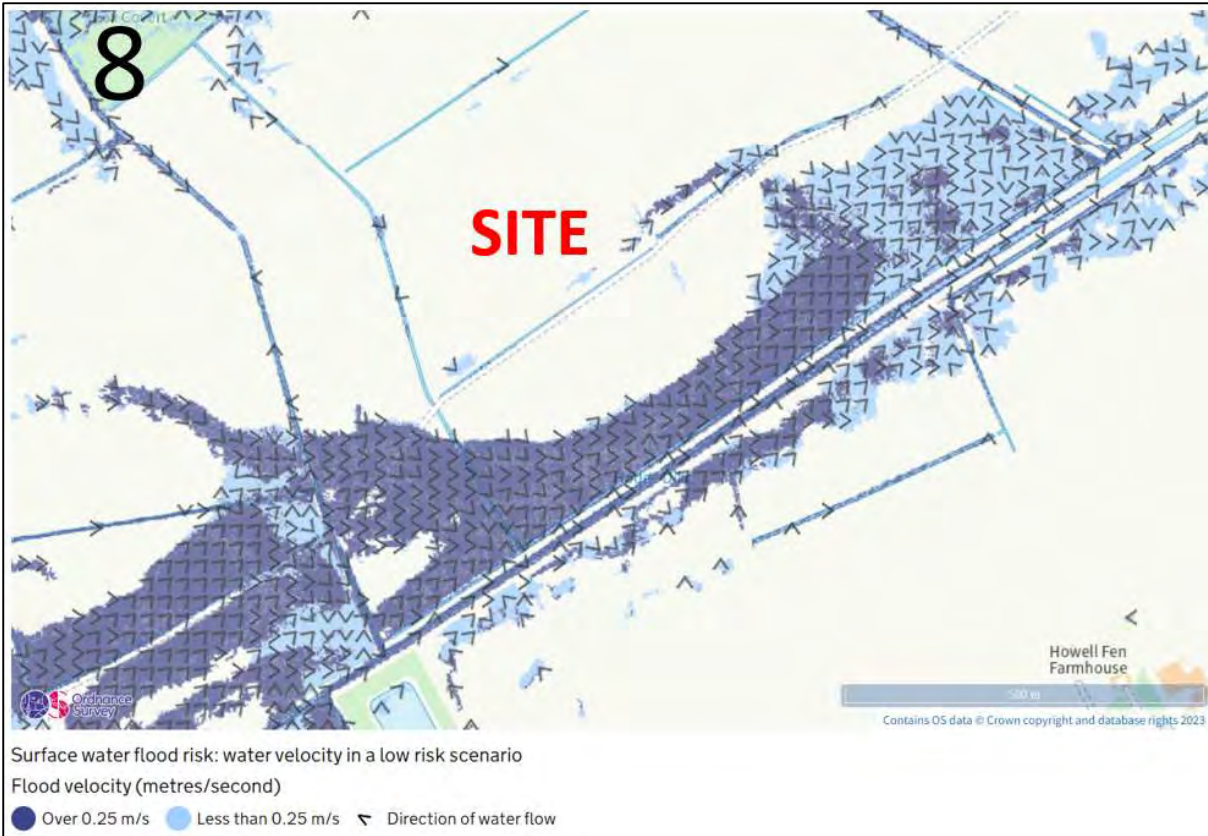 Covert
8
SITE
Howell Fen
Farmhouse
500 m
Ordnance
Survey
Contains OS data © Crown copyright and database rights 2023
Surface water flood risk: water velocity in a low risk scenario
Flood velocity (metres/second)
Over 0.25 m/s Less than 0.25 m/s Direction of water flow